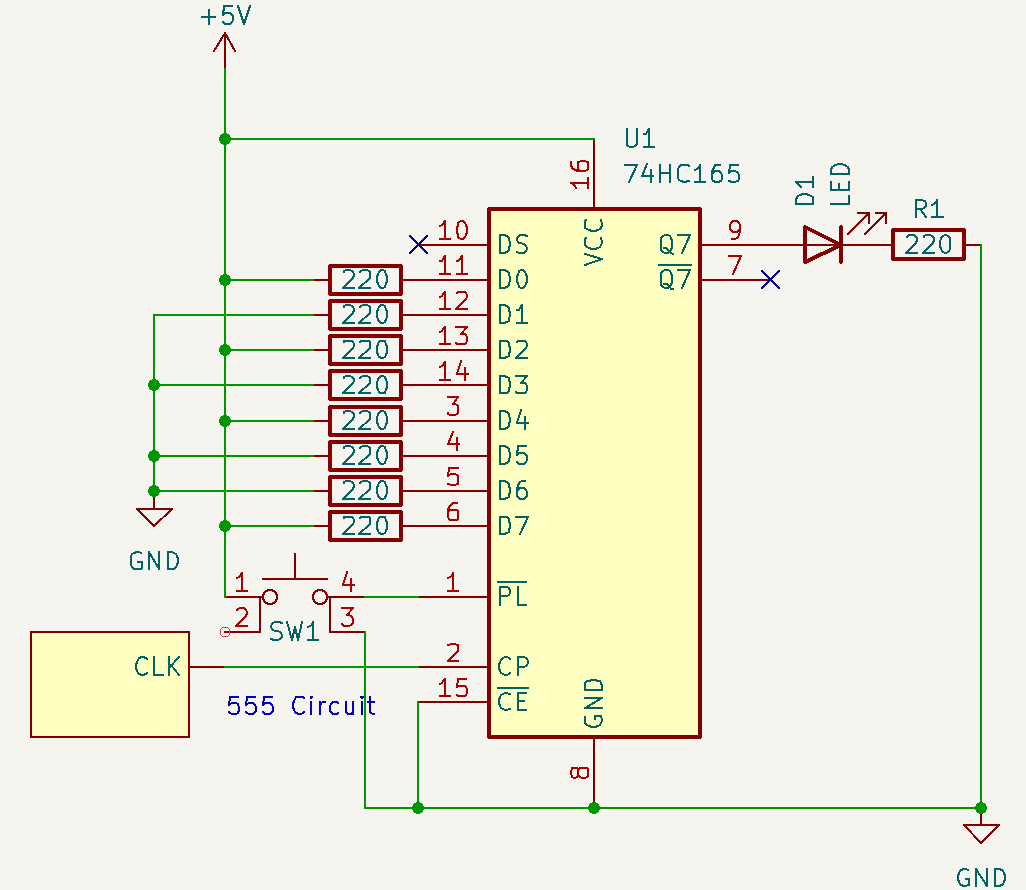 +5V
U1
74HC165
16
VCC
D1
LED
R1
220
10
DS
Q7
9
11
D0
Q7
7
220
12
D1
220
13
D2
220
14
D3
220
3
D4
220
4
D5
220
5
D6
220
6
D7
220
GND
1
4
1
PL
2
SW1
3
CLK
2
CP
15
CE
555 Circuit
GND
8
GND